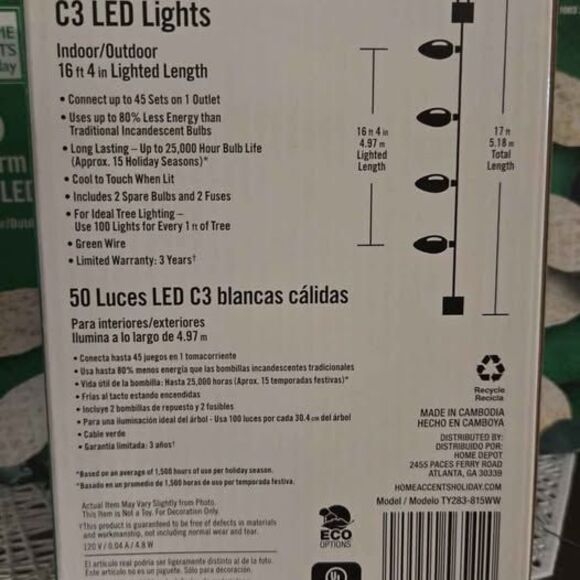 C3 LED Lights
Indoor/Outdoor
16 ft 4 in Lighted Length
• Connect up to 45 Sets on 1 Outlet
• Uses up to 80% Less Energy than
Traditional Incandescent Bulbs
• Long Lasting – Up to 25,000 Hour Bulb Life
(Approx. 15 Holiday Seasons)*
• Cool to Touch When Lit
• Includes 2 Spare Bulbs and 2 Fuses
• For Ideal Tree Lighting –
Use 100 Lights for Every 1 ft of Tree
• Green Wire
• Limited Warranty: 3 Years†
16 ft 4 in
4.97 m
Lighted
Length
17 ft
5.18 m
Total
Length
50 Luces LED C3 blancas cálidas
Para interiores/exteriores
Ilumina a lo largo de 4.97 m
• Conecta hasta 45 juegos en 1 tomacorriente
• Usa hasta 80% menos energía que las bombillas incandescentes tradicionales
• Vida útil de la bombilla: Hasta 25,000 horas (Aprox. 15 temporadas festivas)*
• Frías al tacto estando encendidas
• Incluye 2 bombillas de repuesto y 2 fusibles
• Para una iluminación ideal del árbol - Usa 100 luces por cada 30.4 cm del árbol
• Cable verde
• Garantía limitada: 3 años†
*Based on an average of 1,500 hours of use per holiday season.
*Basado en un promedio de 1,500 horas de uso por temporada festiva.
Actual Item May Vary Slightly from Photo.
This Item is Not a Toy. For Decoration Only.
†This product is guaranteed to be free of defects in materials
and workmanship, not including normal wear and tear.
120 V / 0.04 A / 4.8 W
El artículo real podría ser ligeramente distinto al de la foto.
Este artículo no es un juguete. Sólo para decoración.
ECO
OPTIONS
UL
Recycle
Recicla
MADE IN CAMBODIA
HECHO EN CAMBOYA
DISTRIBUTED BY:
DISTRIBUIDO POR:
HOME DEPOT
2455 PACES FERRY ROAD
ATLANTA, GA 30339
HOMEACCENTSHOLIDAY.COM
Model / Modelo TY283-815WW